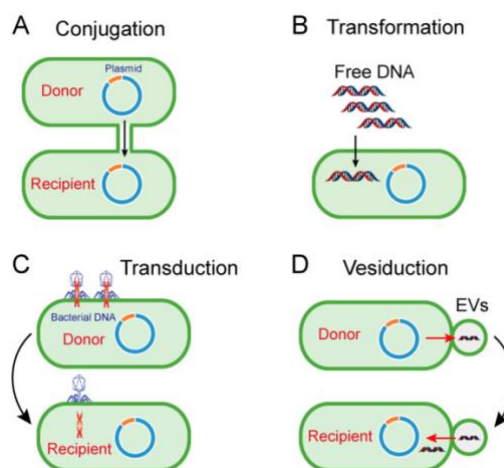 A Conjugation
Plasmid
Donor
Recipient
B Transformation
Free DNA
C Transduction
Bacterial DNA
Donor
Recipient
D Vesiduction
EVs
Donor
Recipient